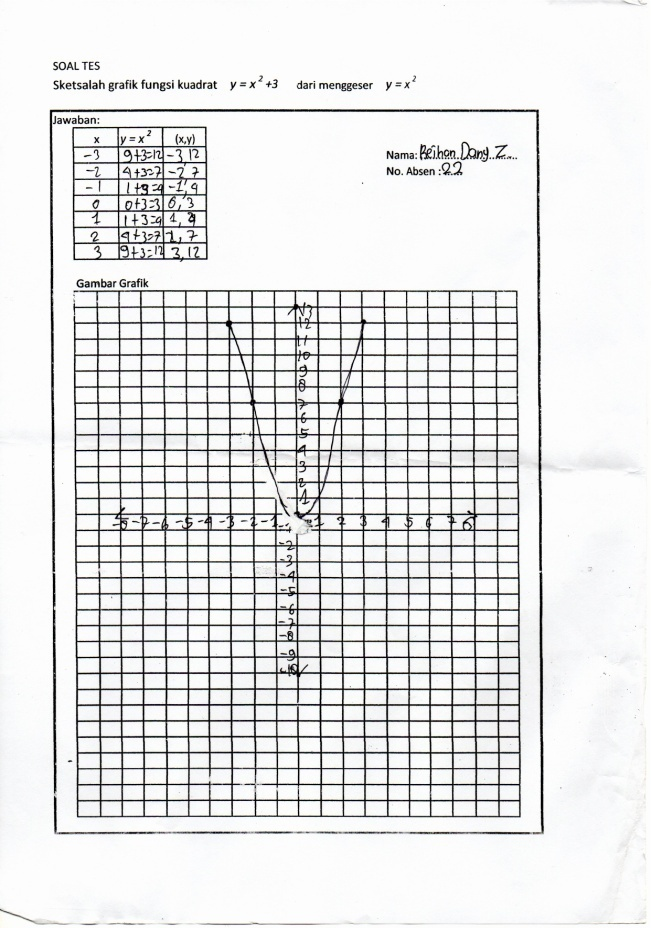 SOAL TES
Sketsalah grafik fungsi kuadrat y = x² +3 dari menggeser y = x²
Jawaban:
Nama: Reihan Dany Z
No. Absen : 22
x y = x² (x,y)
-3 9+3=12 -3, 12
-2 4+3=7 -2, 7
-1 1+3=4 -1, 4
0 0+3=3 0, 3
1 1+3=4 1, 4
2 4+3=7 2, 7
3 9+3=12 3, 12
Gambar Grafik
13
12
11
10
9
8
7
6
5
4
3
2
1
-8 -7 -6 -5 -4 -3 -2 -1 1 2 3 4 5 6 7 8
-2
-3
-4
-5
-6
-7
-8
-9
-10